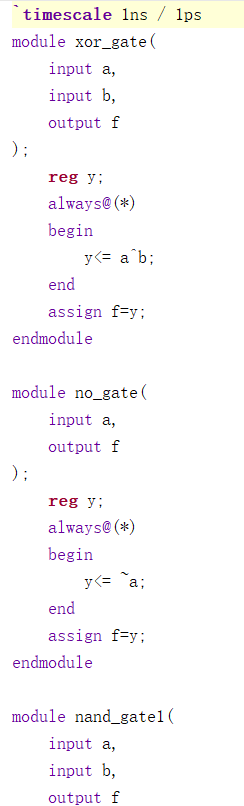 `timescale 1ns / 1ps
module xor_gate(
    input a,
    input b,
    output f
);
    reg y;
    always@(*)
    begin
        y<= a^b;
    end
    assign f=y;
endmodule

module no_gate(
    input a,
    output f
);
    reg y;
    always@(*)
    begin
        y<= ~a;
    end
    assign f=y;
endmodule

module nand_gate1(
    input a,
    input b,
    output f